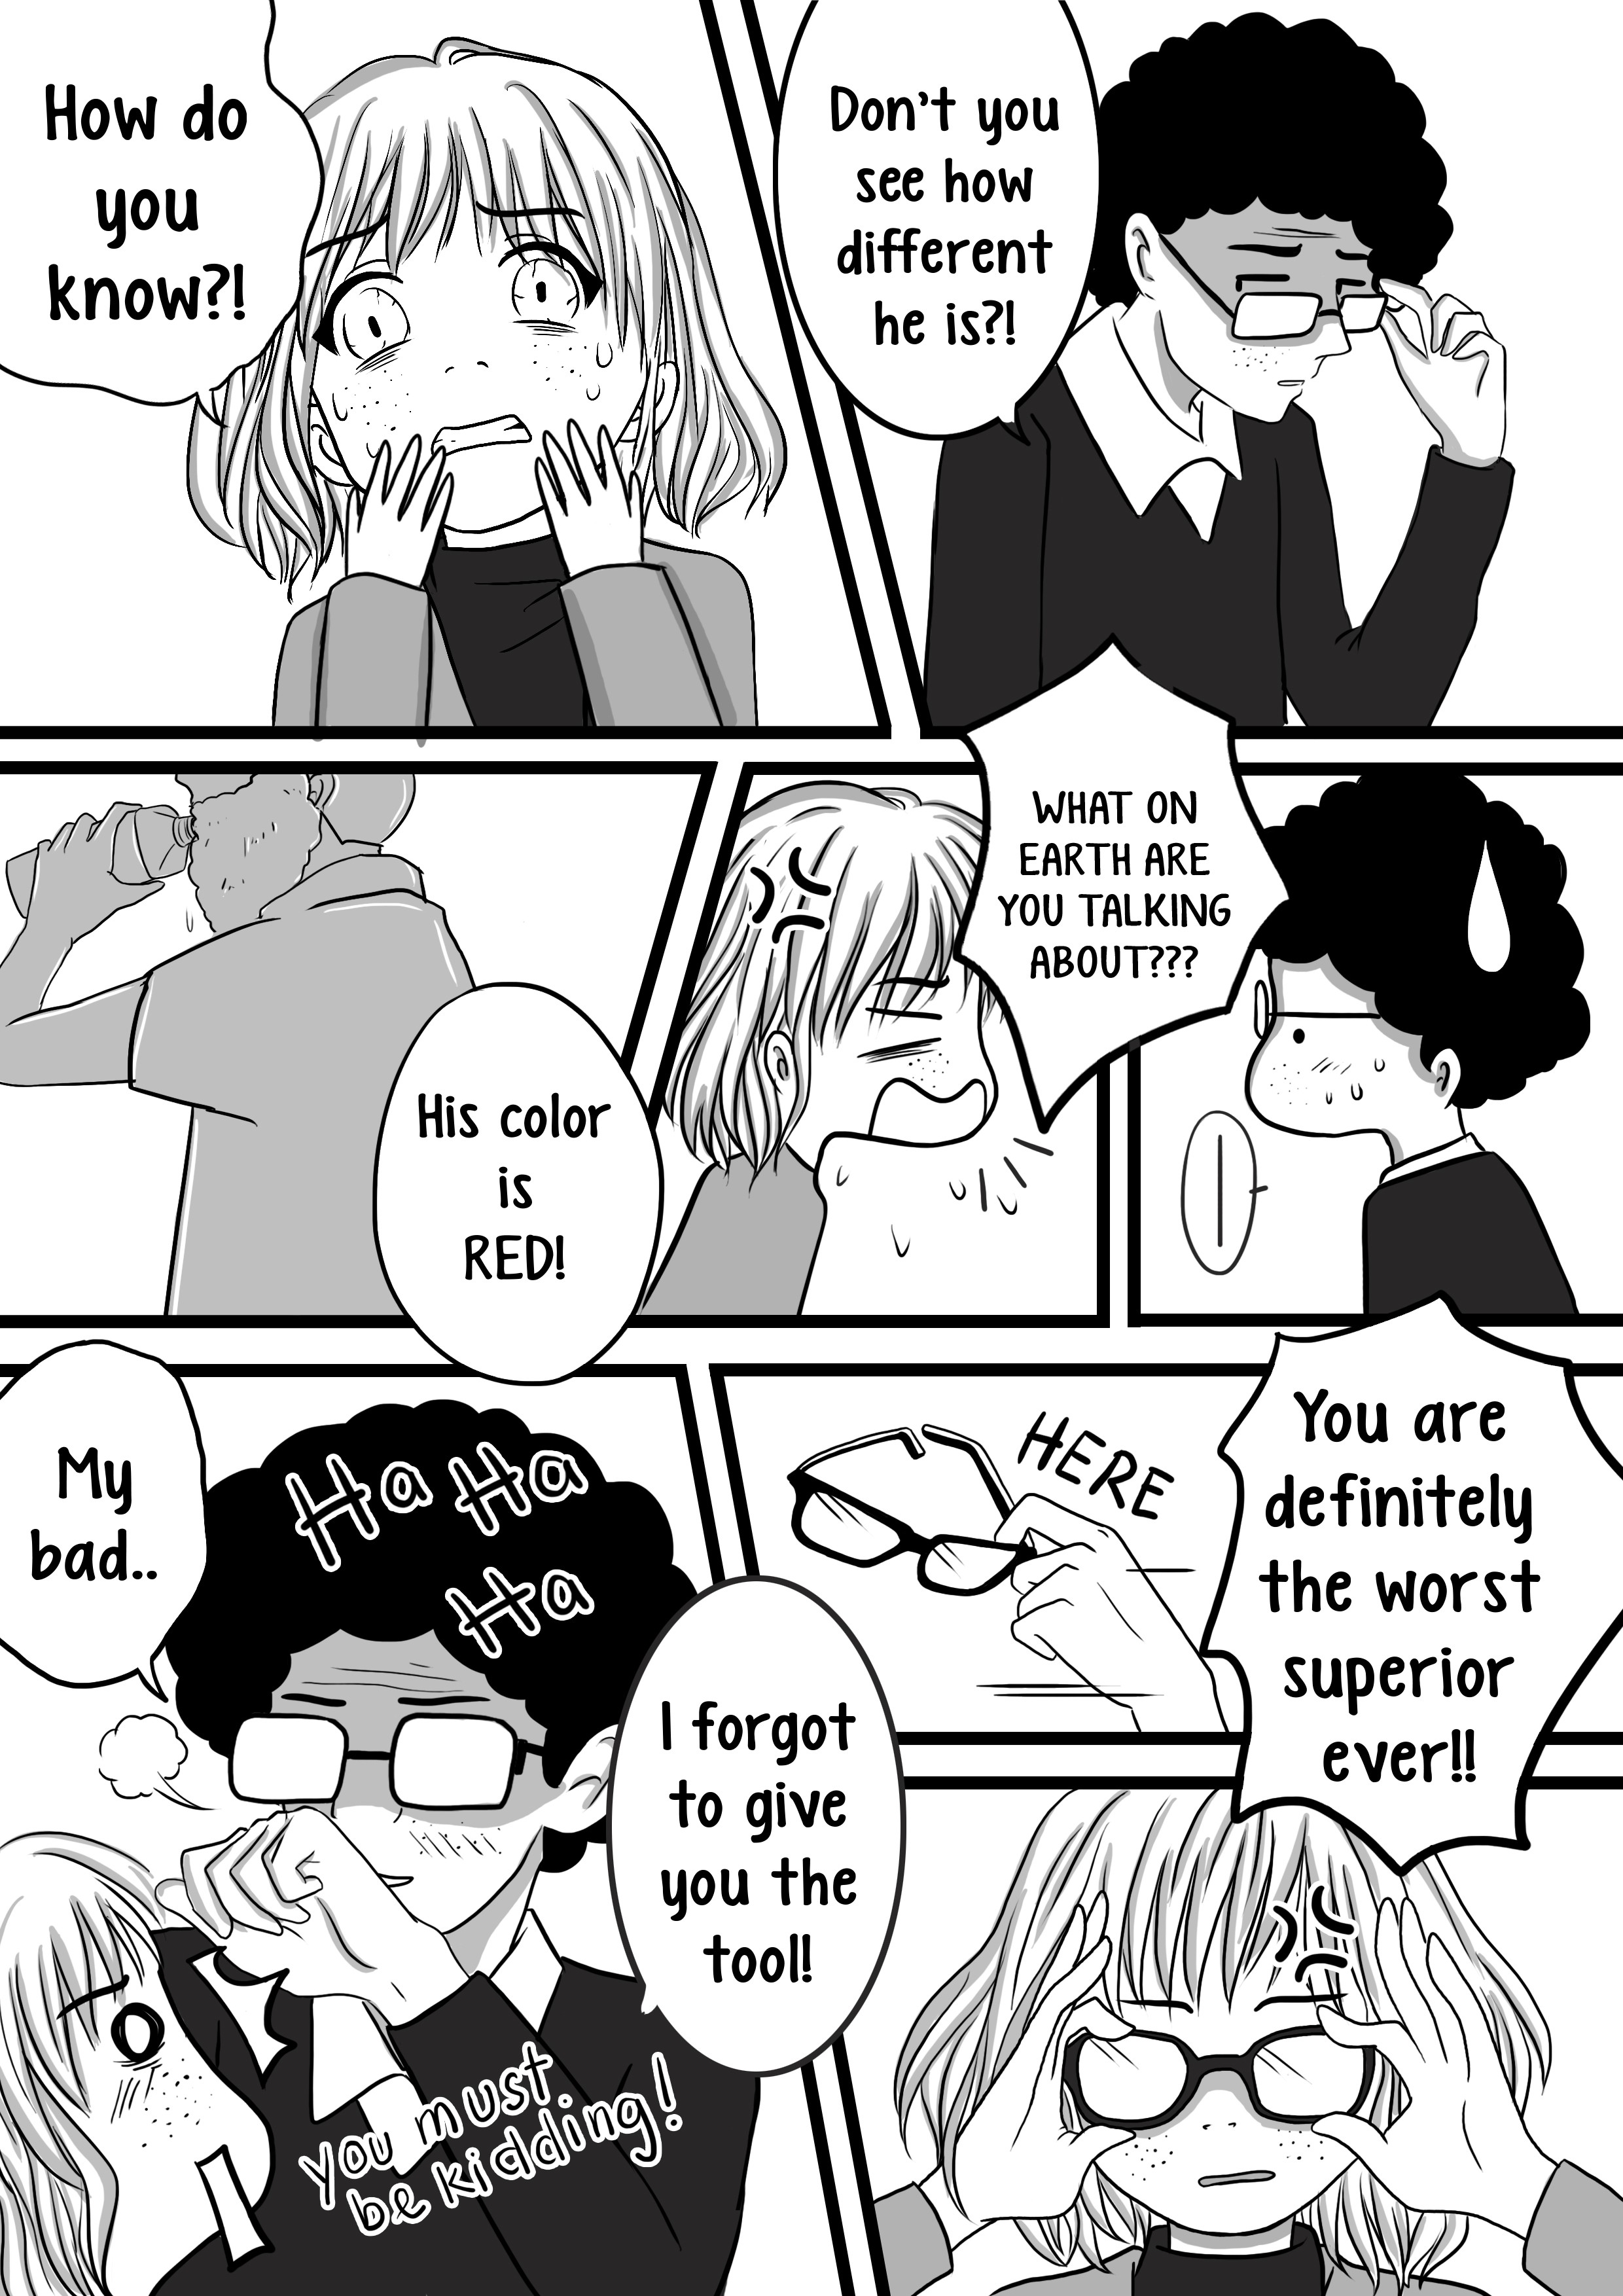 How do
you
know?!
Don't you
see how
different
he is?!
His color
is
RED!
WHAT ON
EARTH ARE
YOU TALKING
ABOUT???
My
bad..
Ha Ha
Ha
I forgot
to give
you the
tool!
You must
be kidding!
HERE
You are
definitely
the worst
superior
ever!!